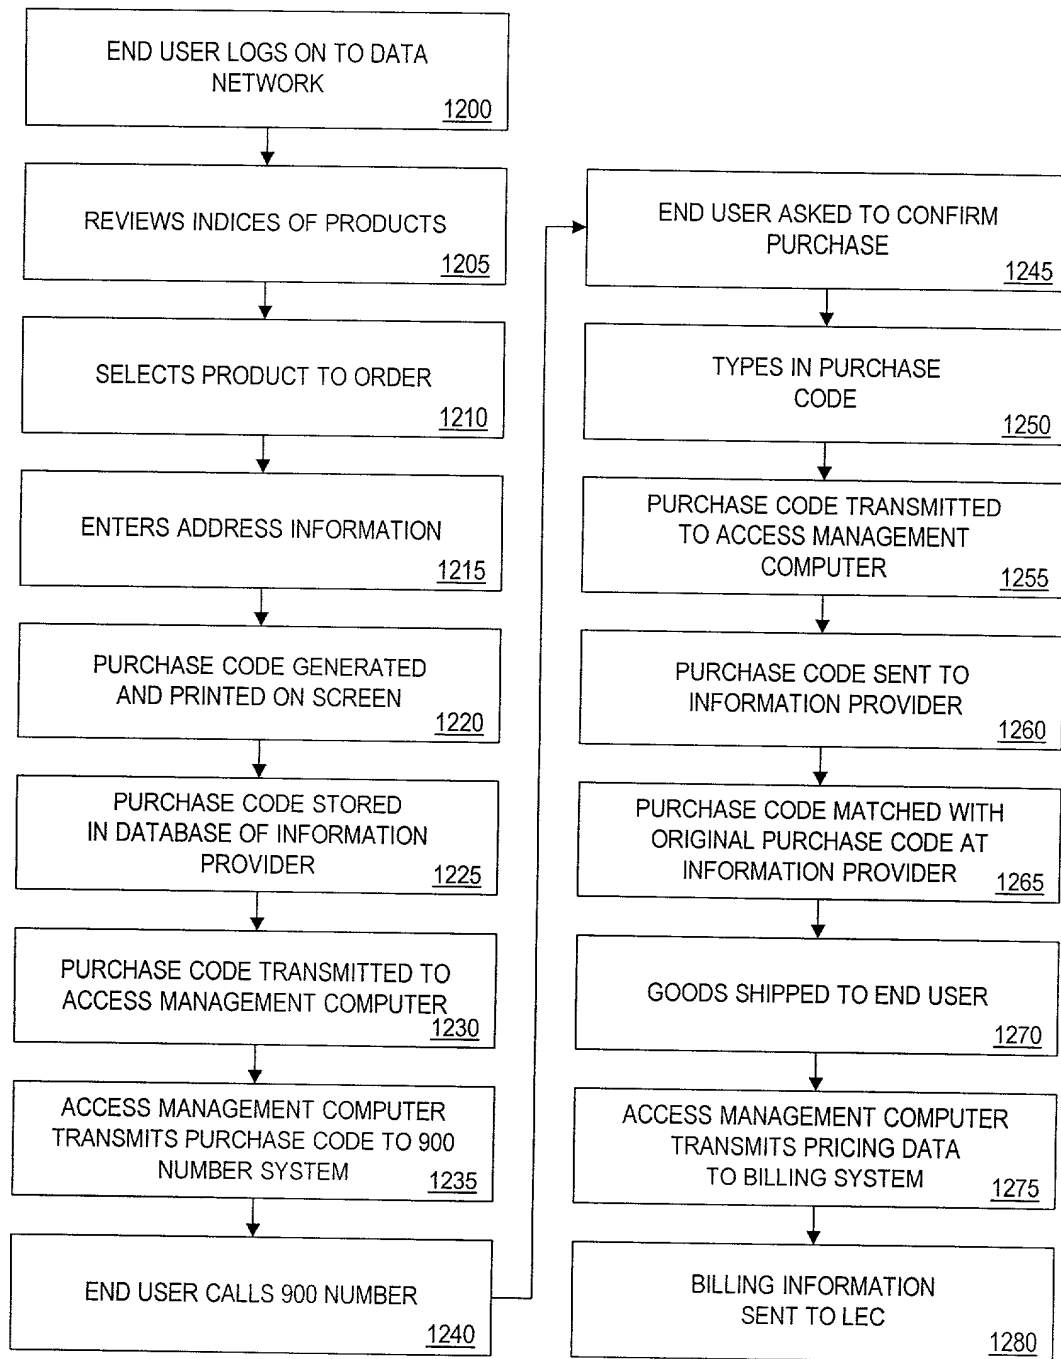 END USER LOGS ON TO DATA
NETWORK
1200
REVIEWS INDICES OF PRODUCTS
1205
SELECTS PRODUCT TO ORDER
1210
ENTERS ADDRESS INFORMATION
1215
PURCHASE CODE GENERATED
AND PRINTED ON SCREEN
1220
PURCHASE CODE STORED
IN DATABASE OF INFORMATION
PROVIDER
1225
PURCHASE CODE TRANSMITTED TO
ACCESS MANAGEMENT COMPUTER
1230
ACCESS MANAGEMENT COMPUTER
TRANSMITS PURCHASE CODE TO 900
NUMBER SYSTEM
1235
END USER CALLS 900 NUMBER
1240
END USER ASKED TO CONFIRM
PURCHASE
1245
TYPES IN PURCHASE
CODE
1250
PURCHASE CODE TRANSMITTED
TO ACCESS MANAGEMENT
COMPUTER
1255
PURCHASE CODE SENT TO
INFORMATION PROVIDER
1260
PURCHASE CODE MATCHED WITH
ORIGINAL PURCHASE CODE AT
INFORMATION PROVIDER
1265
GOODS SHIPPED TO END USER
1270
ACCESS MANAGEMENT COMPUTER
TRANSMITS PRICING DATA
TO BILLING SYSTEM
1275
BILLING INFORMATION
SENT TO LEC
1280